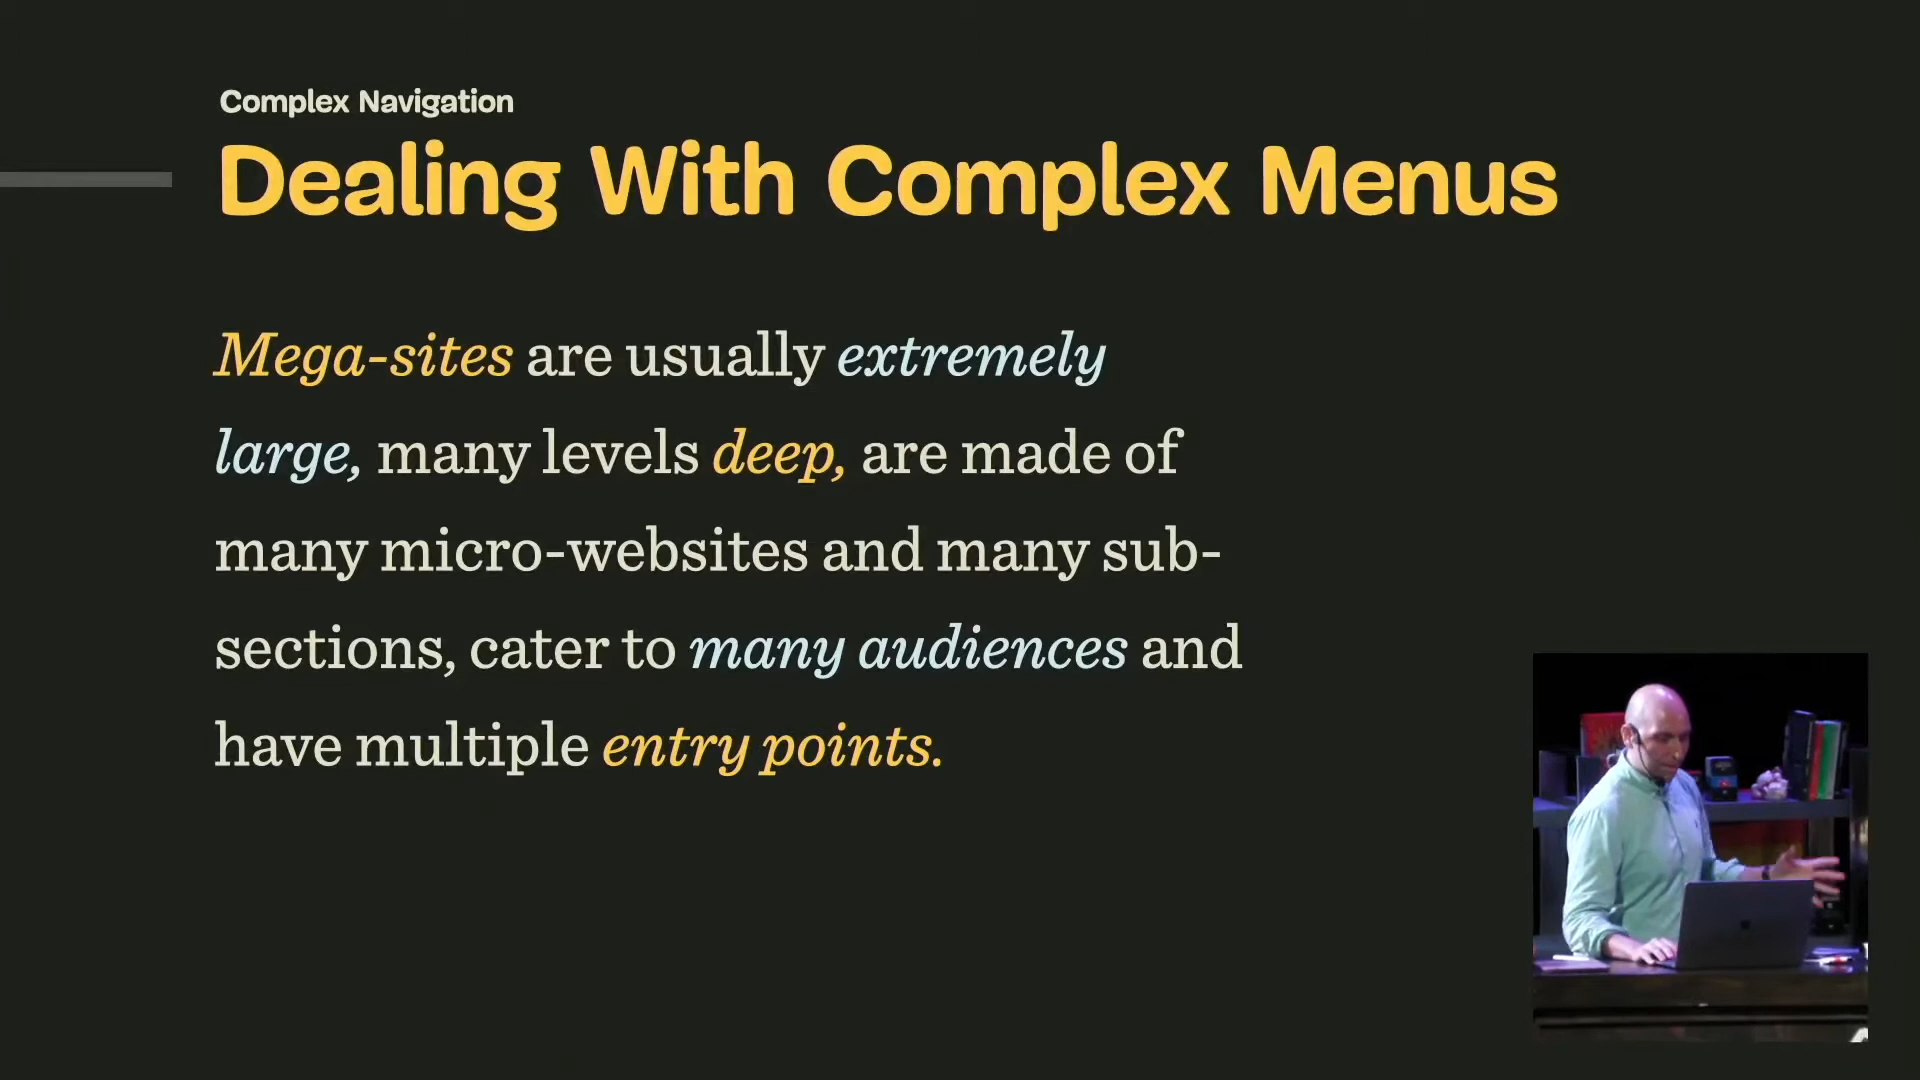 Complex Navigation
Dealing With Complex Menus
Mega-sites are usually extremely
large, many levels deep, are made of
many micro-websites and many sub-
sections, cater to many audiences and
have multiple entry points.